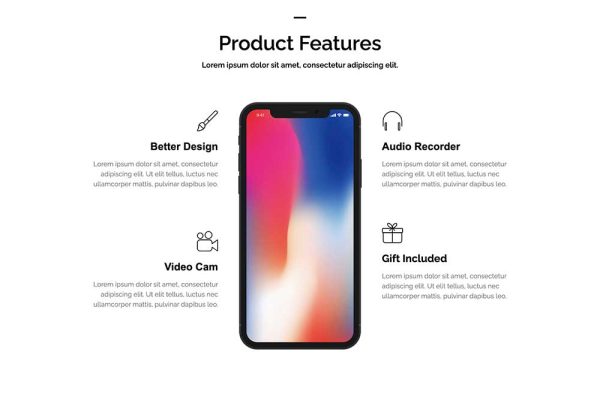 Product Features
Lorem ipsum dolor sit amet, consectetur adipiscing elit.
Better Design
Lorem ipsum dolor sit amet, consectetur
adipiscing elit. Ut elit tellus, luctus nec
ullamcorper mattis, pulvinar dapibus leo.
Video Cam
Lorem ipsum dolor sit amet, consectetur
adipiscing elit. Ut elit tellus, luctus nec
ullamcorper mattis, pulvinar dapibus leo.
9:41
Audio Recorder
Lorem ipsum dolor sit amet, consectetur
adipiscing elit. Ut elit tellus, luctus nec
ullamcorper mattis, pulvinar dapibus leo.
Gift Included
Lorem ipsum dolor sit amet, consectetur
adipiscing elit. Ut elit tellus, luctus nec
ullamcorper mattis, pulvinar dapibus leo.